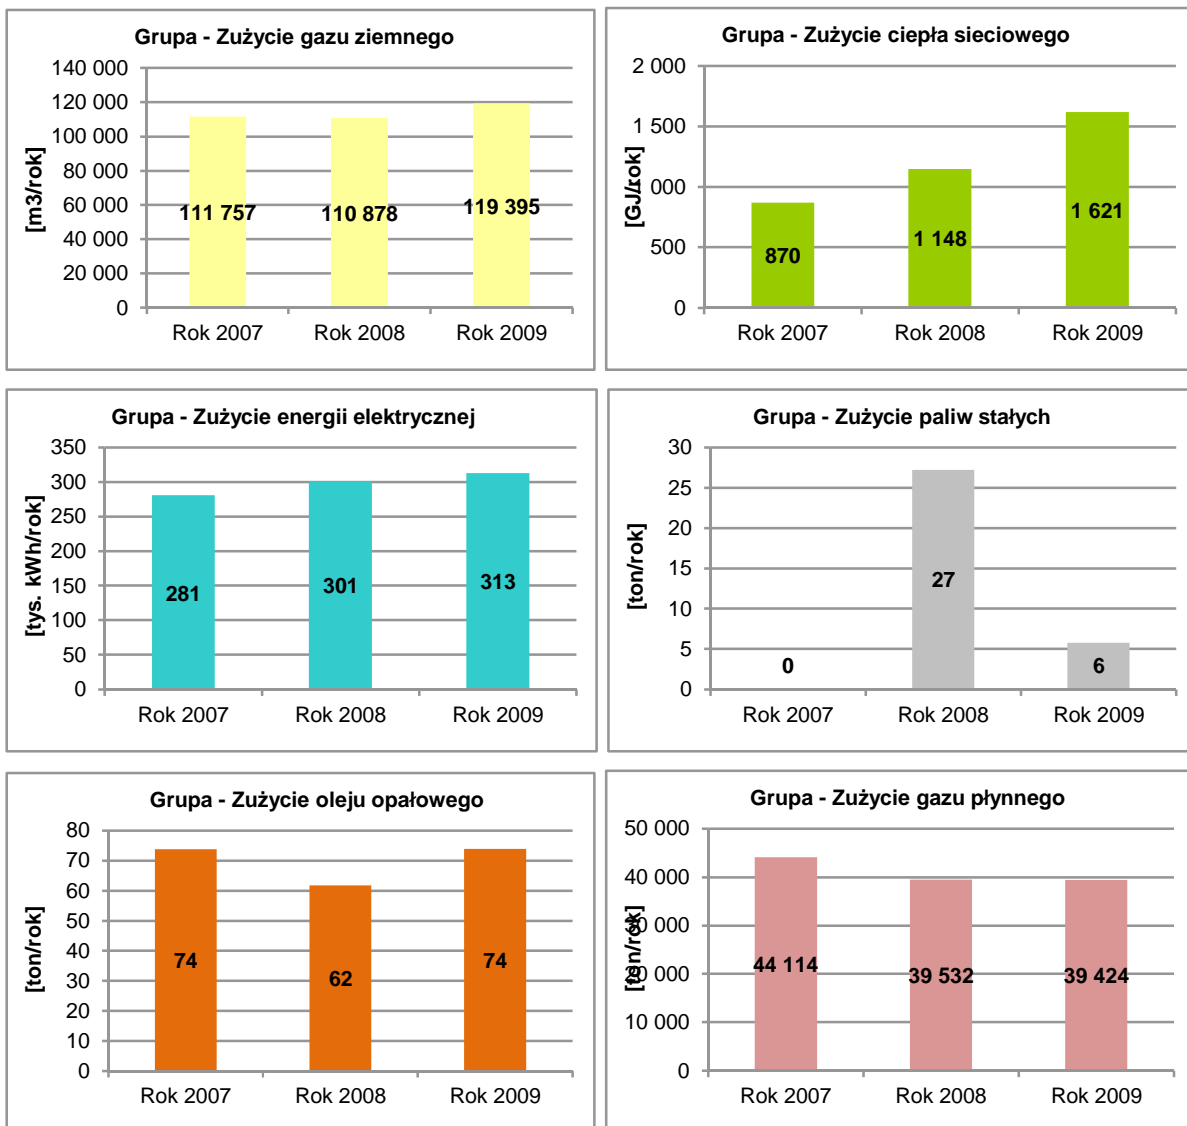 Grupa - Zużycie gazu ziemnego
[m3/rok]
140 000
120 000
100 000
80 000
60 000
40 000
20 000
0
111 757
110 878
119 395
Rok 2007
Rok 2008
Rok 2009
Grupa - Zużycie ciepła sieciowego
[GJ/rok]
2 000
1 500
1 000
500
0
870
1 148
1 621
Rok 2007
Rok 2008
Rok 2009
Grupa - Zużycie energii elektrycznej
[tys. kWh/rok]
350
300
250
200
150
100
50
0
281
301
313
Rok 2007
Rok 2008
Rok 2009
Grupa - Zużycie paliw stałych
[ton/rok]
30
25
20
15
10
5
0
0
27
6
Rok 2007
Rok 2008
Rok 2009
Grupa - Zużycie oleju opałowego
[ton/rok]
80
70
60
50
40
30
20
10
0
74
62
74
Rok 2007
Rok 2008
Rok 2009
Grupa - Zużycie gazu płynnego
[ton/rok]
50 000
40 000
30 000
20 000
10 000
0
44 114
39 532
39 424
Rok 2007
Rok 2008
Rok 2009